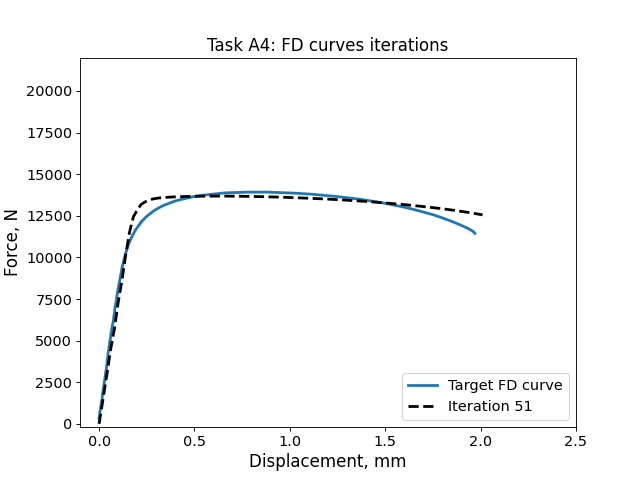 Task A4: FD curves iterations
20000
17500
15000
12500
10000
7500
5000
2500
0
Force, N
Target FD curve
Iteration 51
0.0 0.5 1.0 1.5 2.0 2.5
Displacement, mm